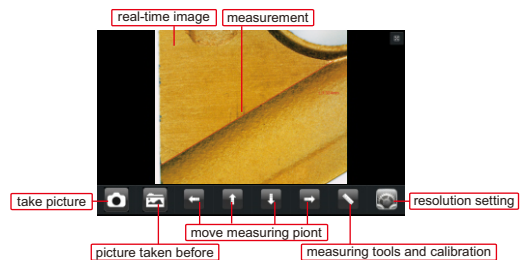 real-time image
measurement
take picture
resolution setting
move measuring piont
picture taken before
measuring tools and calibration